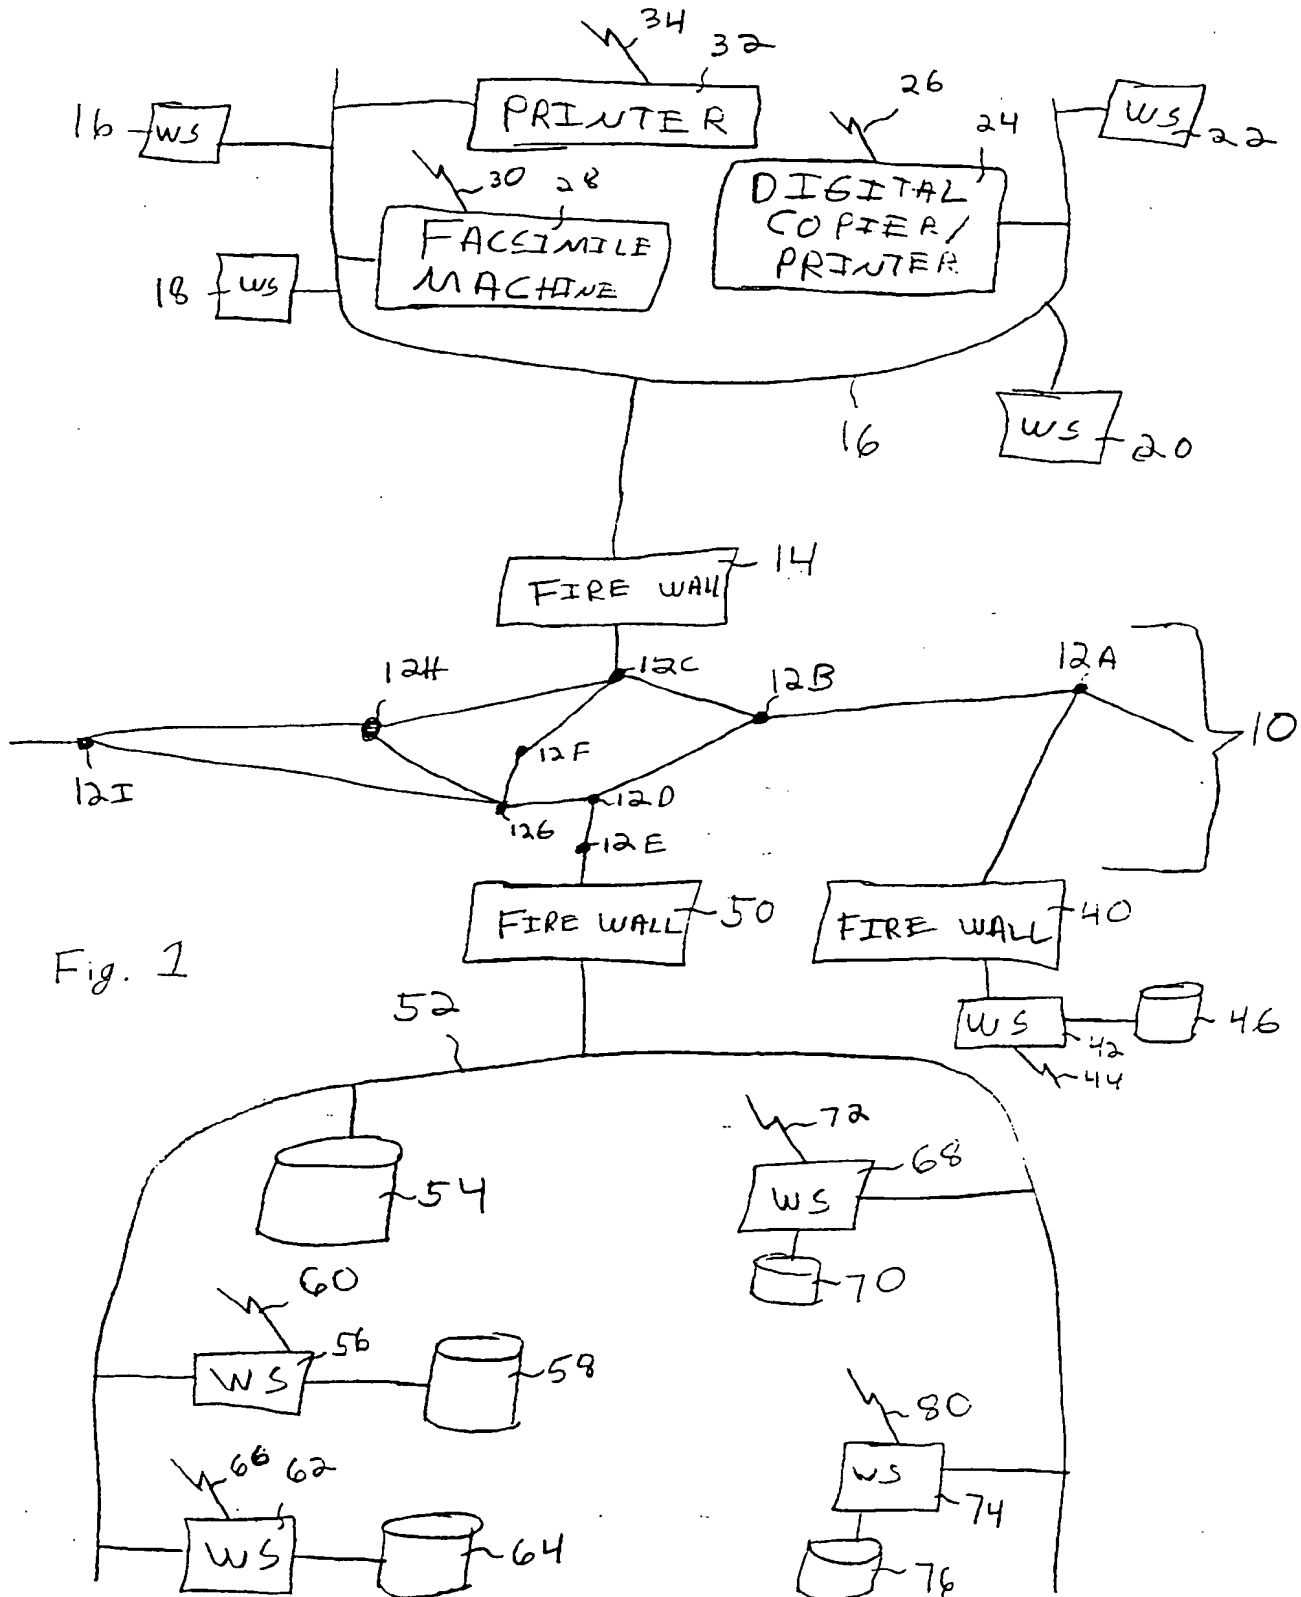 34
32
PRINTER
26
24
WS
22
16
WS
30
28
FACSIMILE
MACHINE
DIGITAL
COPIER/
PRINTER
18
WS
16
WS
20
14
FIRE WALL
12H
12C
12B
12A
10
12F
12I
12G
12D
12E
FIRE WALL
50
FIRE WALL
40
Fig. 1
52
WS
42
44
46
72
68
WS
54
70
60
56
WS
58
80
WS
74
66
62
WS
64
76